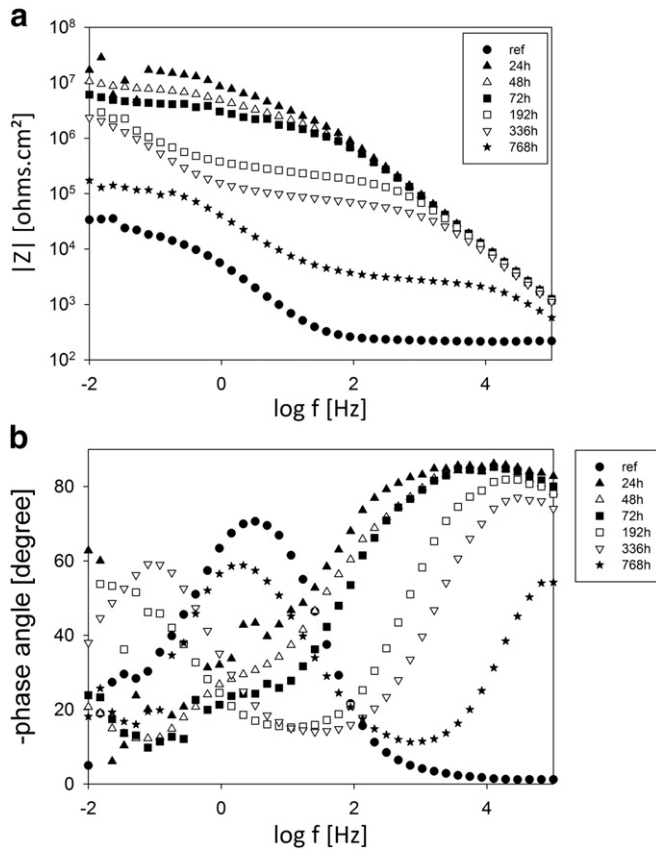 a
10⁸
10⁷
10⁶
10⁵
10⁴
10³
10²
|Z| [ohms.cm²]
-2 0 2 4
log f [Hz]
ref
24h
48h
72h
192h
336h
768h
b
80
60
40
20
0
-phase angle [degree]
-2 0 2 4
log f [Hz]
ref
24h
48h
72h
192h
336h
768h